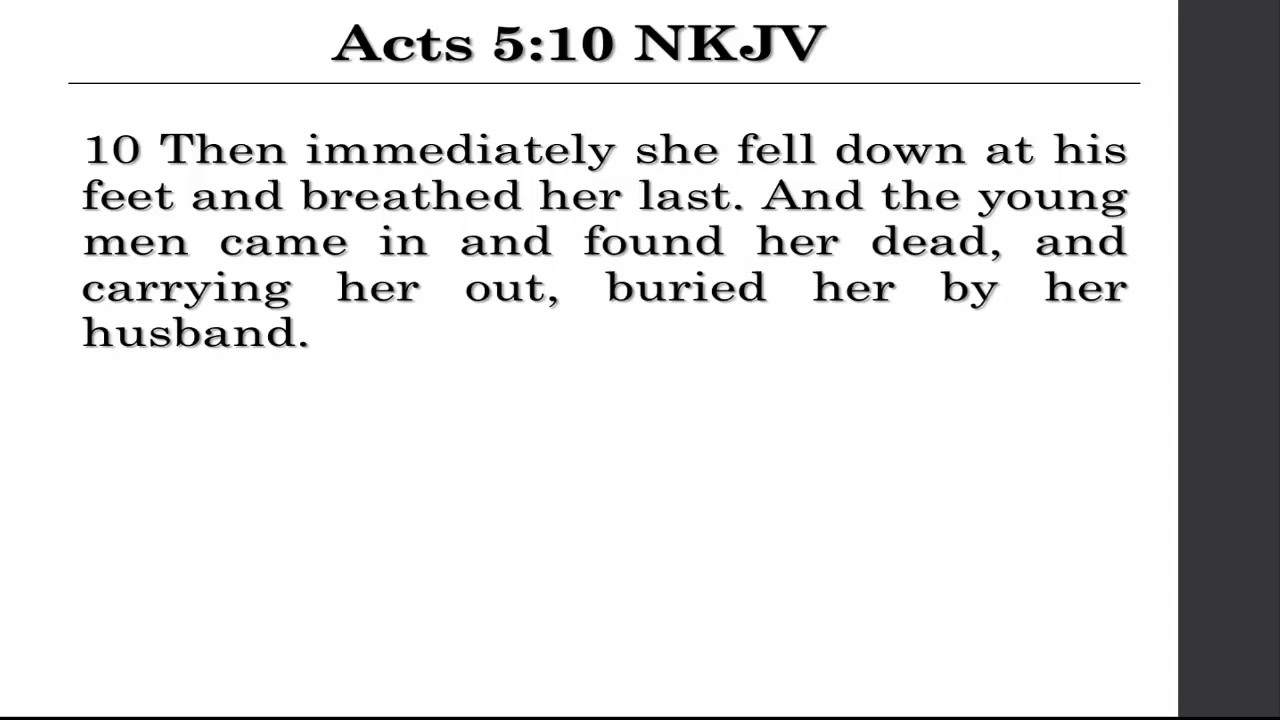 Acts 5:10 NKJV
10 Then immediately she fell down at his
feet and breathed her last. And the young
men came in and found her dead, and
carrying her out, buried her by her
husband.